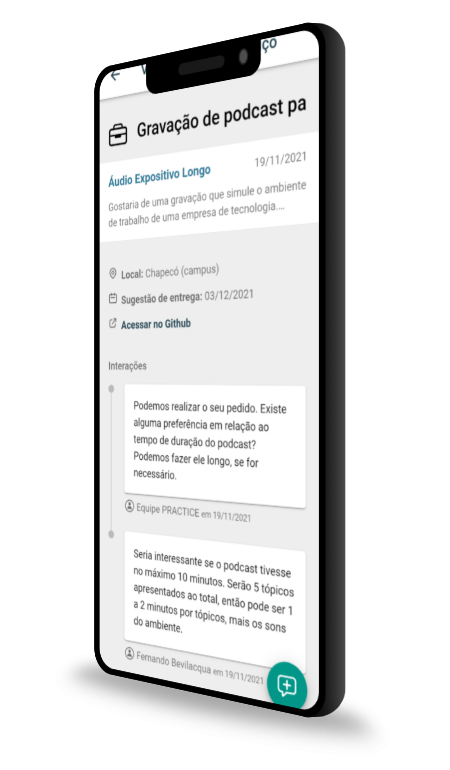 Gravação de podcast pa
Áudio Expositivo Longo 19/11/2021
Gostaria de uma gravação que simule o ambiente
de trabalho de uma empresa de tecnologia....
Local: Chapecó (campus)
Sugestão de entrega: 03/12/2021
Acessar no Github
Interações
Podemos realizar o seu pedido. Existe
alguma preferência em relação ao
tempo de duração do podcast?
Podemos fazer ele longo, se for
necessário.
Equipe PRACTICE em 19/11/2021
Seria interessante se o podcast tivesse
no máximo 10 minutos. Serão 5 tópicos
apresentados ao total, então pode ser 1
a 2 minutos por tópicos, mais os sons
do ambiente.
Fernando Bevilacqua em 19/11/2021